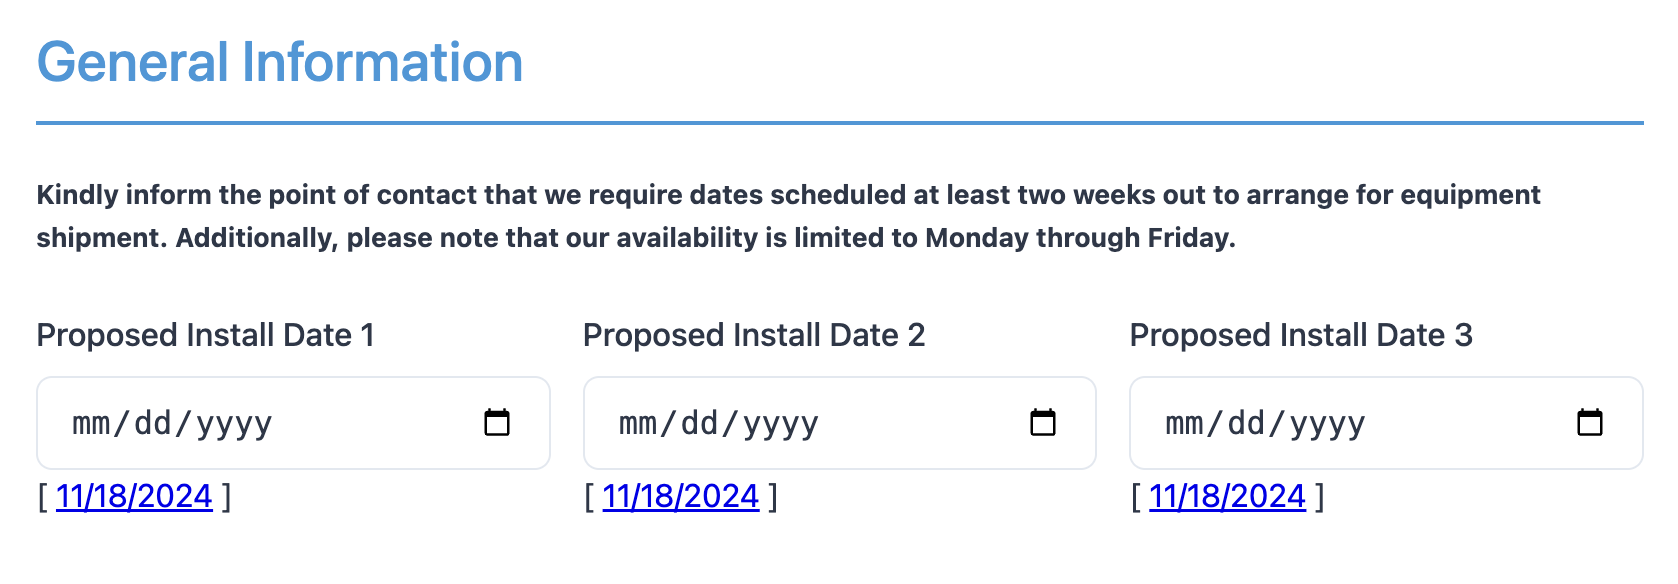 General Information
Kindly inform the point of contact that we require dates scheduled at least two weeks out to arrange for equipment
shipment. Additionally, please note that our availability is limited to Monday through Friday.
Proposed Install Date 1
Proposed Install Date 2
Proposed Install Date 3
mm/dd/yyyy
mm/dd/yyyy
mm/dd/yyyy
[ 11/18/2024 ]
[ 11/18/2024 ]
[ 11/18/2024 ]